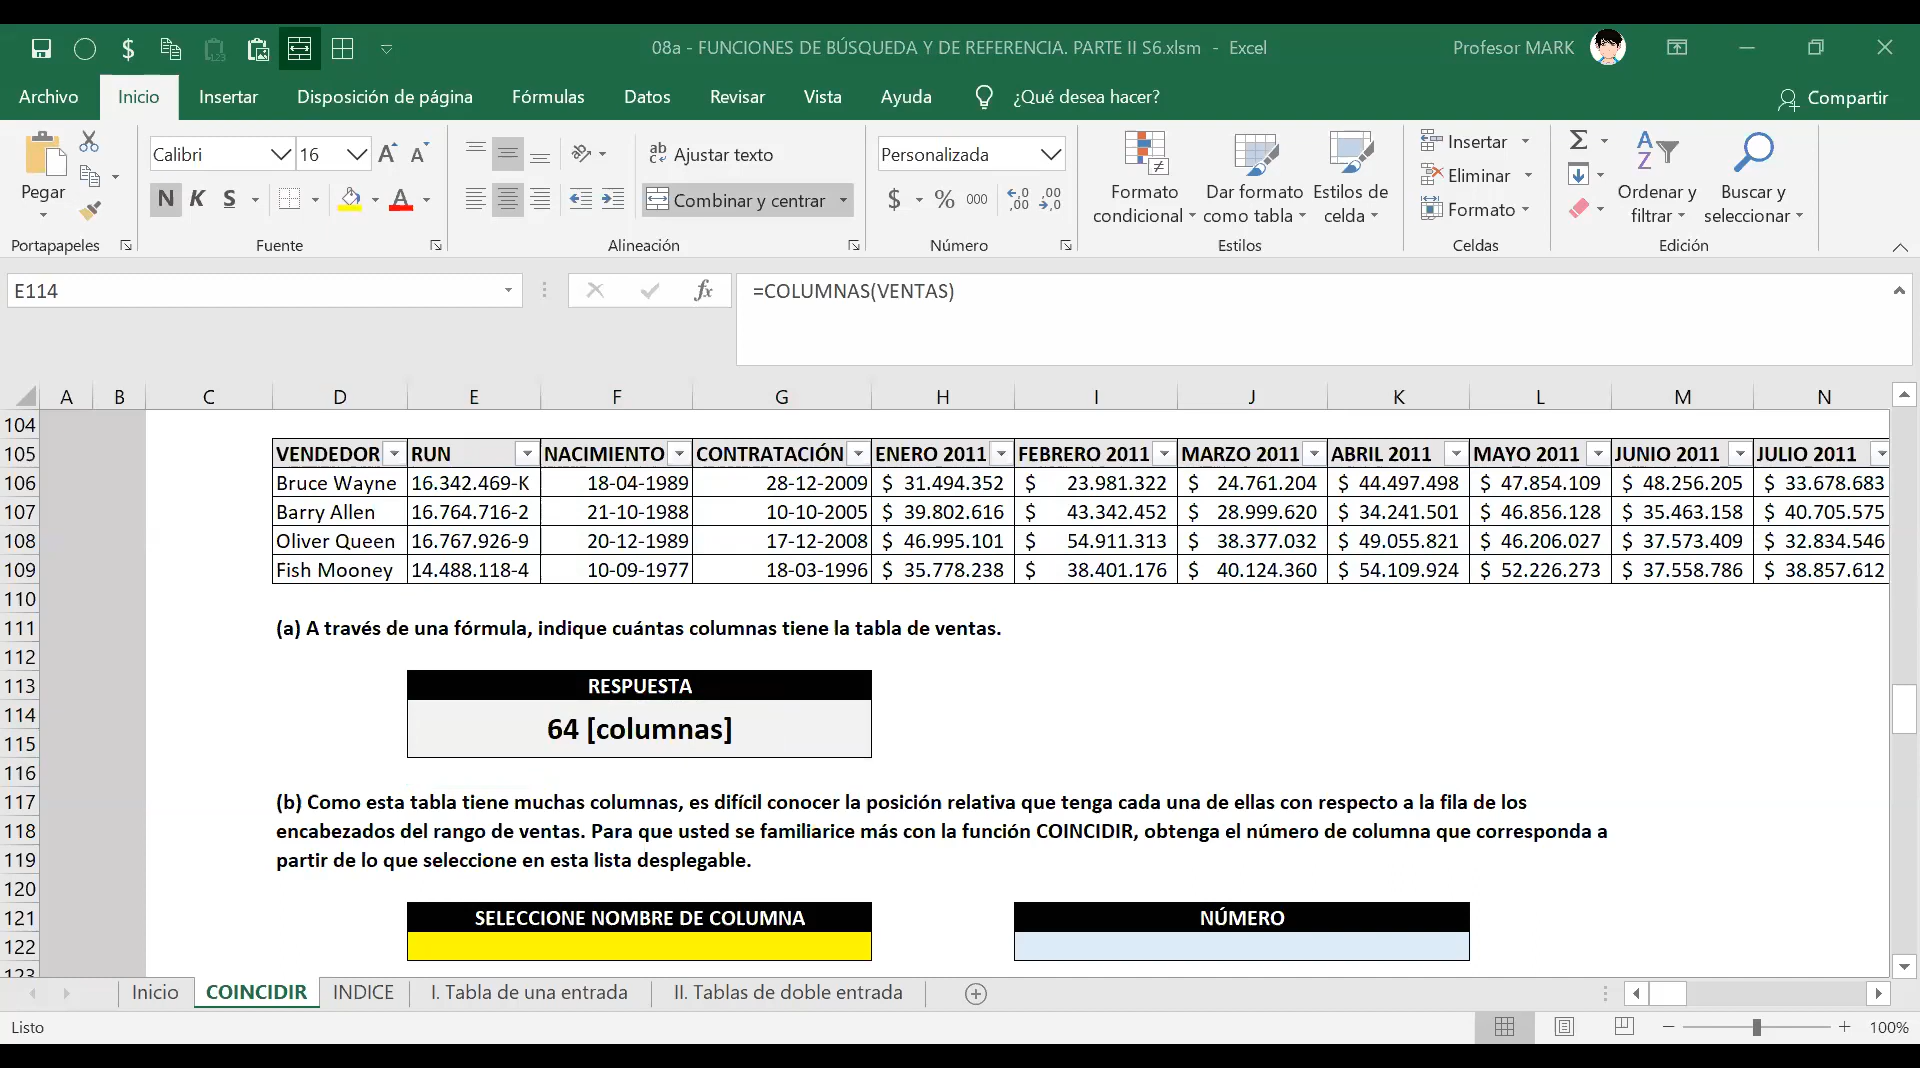 08a - FUNCIONES DE BÚSQUEDA Y DE REFERENCIA. PARTE II S6.xlsm - Excel
Profesor MARK
Archivo Inicio Insertar Disposición de página Fórmulas Datos Revisar Vista Ayuda ¿Qué desea hacer? Compartir
Calibri 16 Ajustar texto Personalizada Insertar
Pegar Eliminar
N K S Combinar y centrar $ % 000 Formato condicional Dar formato como tabla Estilos de celda Formato Ordenar y filtrar Buscar y seleccionar
Portapapeles Fuente Alineación Número Estilos Celdas Edición
E114 fx =COLUMNAS(VENTAS)
A B C D E F G H I J K L M N
104
105 VENDEDOR RUN NACIMIENTO CONTRATACIÓN ENERO 2011 FEBRERO 2011 MARZO 2011 ABRIL 2011 MAYO 2011 JUNIO 2011 JULIO 2011
106 Bruce Wayne 16.342.469-K 18-04-1989 28-12-2009 $ 31.494.352 $ 23.981.322 $ 24.761.204 $ 44.497.498 $ 47.854.109 $ 48.256.205 $ 33.678.683
107 Barry Allen 16.764.716-2 21-10-1988 10-10-2005 $ 39.802.616 $ 43.342.452 $ 28.999.620 $ 34.241.501 $ 46.856.128 $ 35.463.158 $ 40.705.575
108 Oliver Queen 16.767.926-9 20-12-1989 17-12-2008 $ 46.995.101 $ 54.911.313 $ 38.377.032 $ 49.055.821 $ 46.206.027 $ 37.573.409 $ 32.834.546
109 Fish Mooney 14.488.118-4 10-09-1977 18-03-1996 $ 35.778.238 $ 38.401.176 $ 40.124.360 $ 54.109.924 $ 52.226.273 $ 37.558.786 $ 38.857.612
110
111 (a) A través de una fórmula, indique cuántas columnas tiene la tabla de ventas.
112
113 RESPUESTA
114 64 [columnas]
115
116
117 (b) Como esta tabla tiene muchas columnas, es difícil conocer la posición relativa que tenga cada una de ellas con respecto a la fila de los
118 encabezados del rango de ventas. Para que usted se familiarice más con la función COINCIDIR, obtenga el número de columna que corresponda a
119 partir de lo que seleccione en esta lista desplegable.
120
121 SELECCIONE NOMBRE DE COLUMNA NÚMERO
122
123
Inicio COINCIDIR INDICE I. Tabla de una entrada II. Tablas de doble entrada
Listo 100%